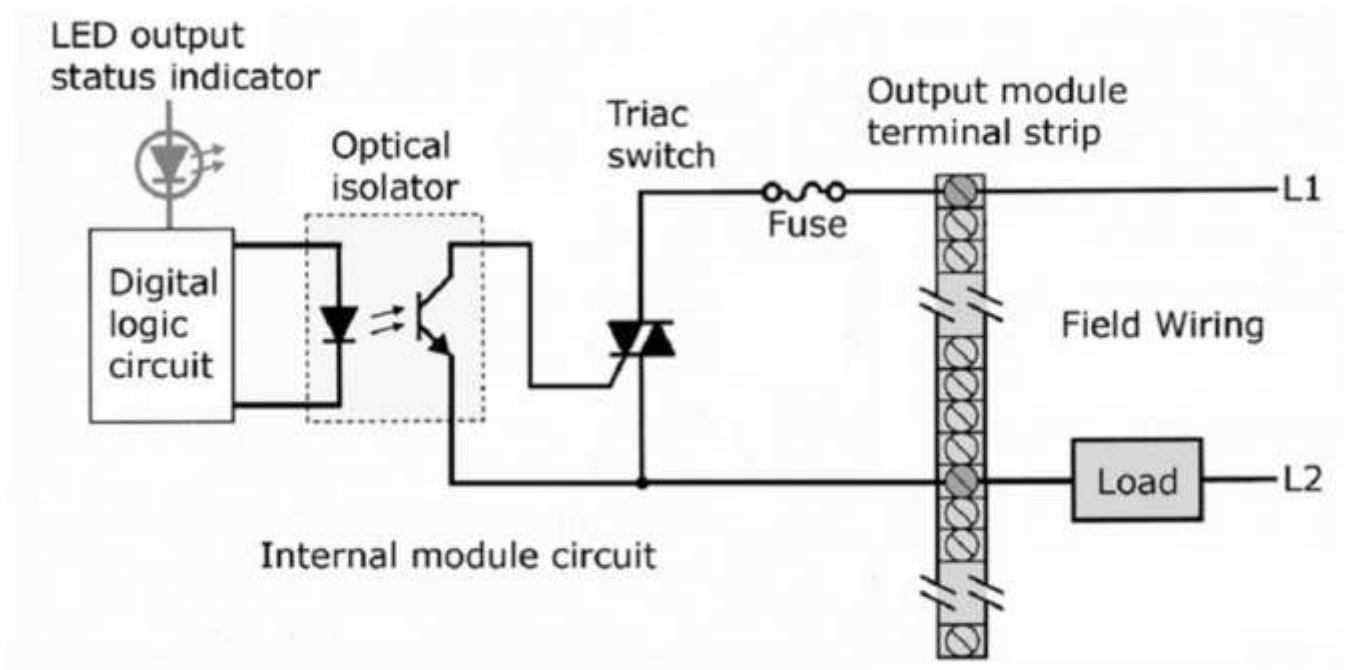 LED output
status indicator
Optical
isolator
Triac
switch
Output module
terminal strip
L1
Fuse
Digital
logic
circuit
Field Wiring
Load
L2
Internal module circuit